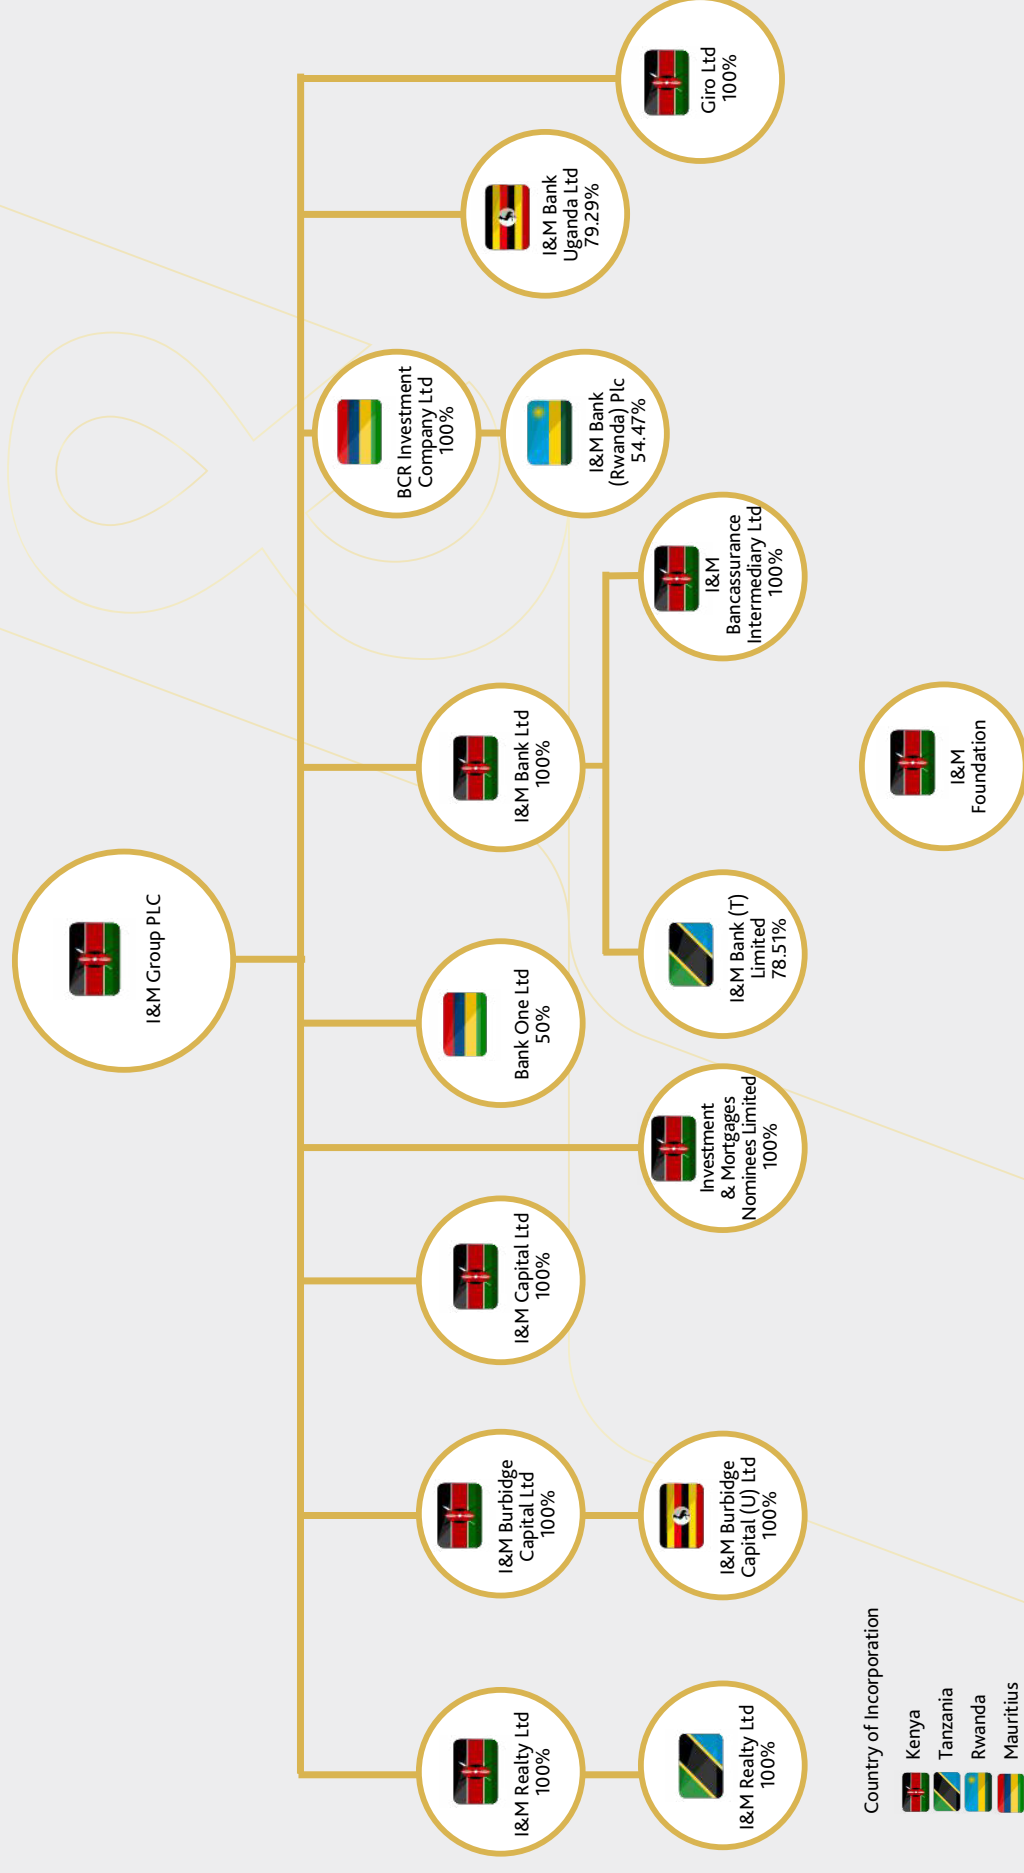 I&M Group PLC
I&M Realty Ltd
100%
I&M Realty Ltd
100%
I&M Burbidge
Capital Ltd
100%
I&M Burbidge
Capital (U) Ltd
100%
I&M Capital Ltd
100%
Investment
& Mortgages
Nominees Limited
100%
Bank One Ltd
50%
I&M Bank Ltd
100%
I&M Bank (T)
Limited
78.51%
I&M
Bancassurance
Intermediary Ltd
100%
BCR Investment
Company Ltd
100%
I&M Bank
(Rwanda) Plc
54.47%
I&M Bank
Uganda Ltd
79.29%
Giro Ltd
100%
I&M
Foundation
Country of Incorporation
Kenya
Tanzania
Rwanda
Mauritius